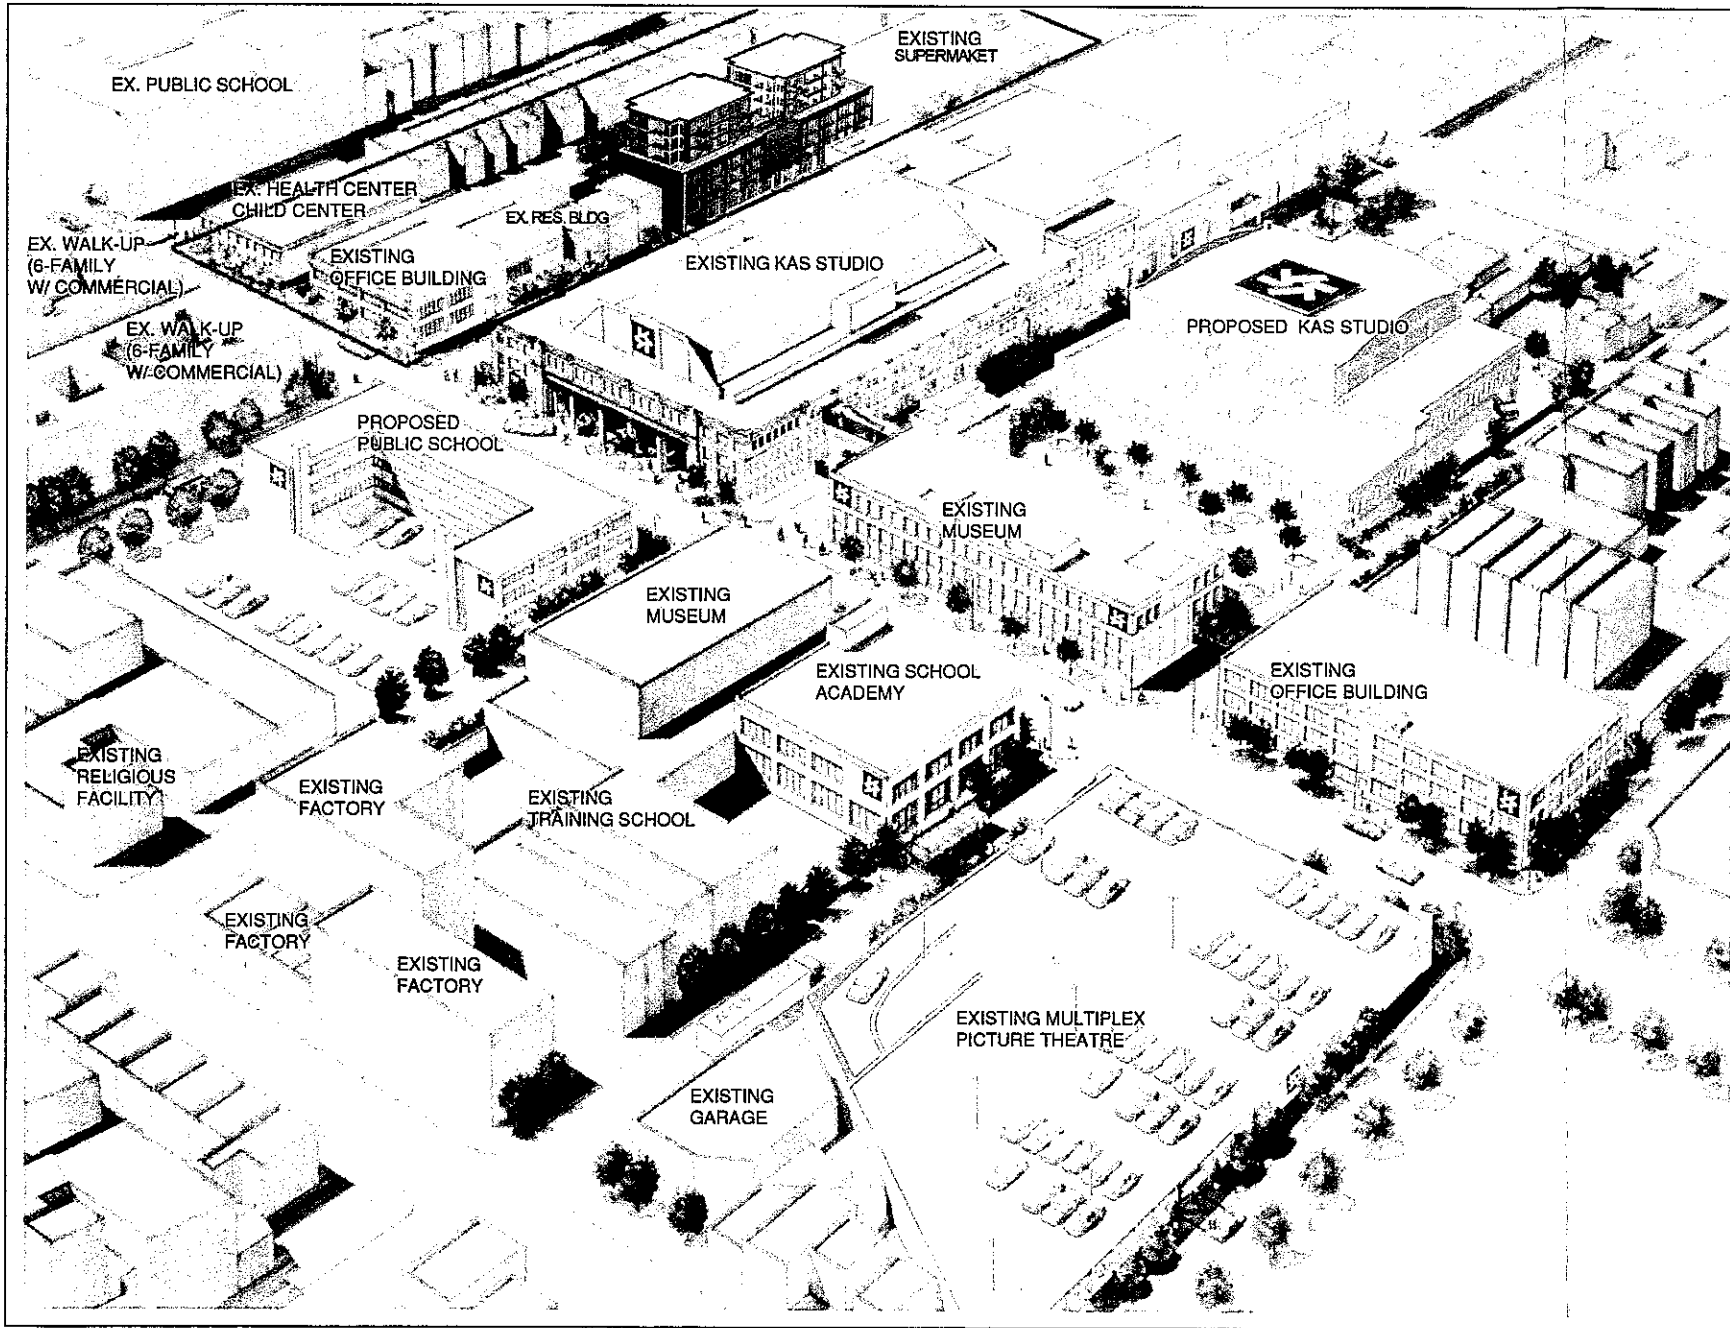 EXISTING
SUPERMAKET
EX. PUBLIC SCHOOL
EX. HEALTH CENTER
CHILD CENTER
EX. RES. BLDG
EX. WALK-UP
(6-FAMILY
W/ COMMERCIAL)
EXISTING
OFFICE BUILDING
EXISTING KAS STUDIO
PROPOSED KAS STUDIO
EX. WALK-UP
(6-FAMILY
W/ COMMERCIAL)
PROPOSED
PUBLIC SCHOOL
EXISTING
MUSEUM
EXISTING
MUSEUM
EXISTING SCHOOL
ACADEMY
EXISTING
OFFICE BUILDING
EXISTING
RELIGIOUS
FACILITY
EXISTING
FACTORY
EXISTING
TRAINING SCHOOL
EXISTING
FACTORY
EXISTING
FACTORY
EXISTING MULTIPLEX
PICTURE THEATRE
EXISTING
GARAGE